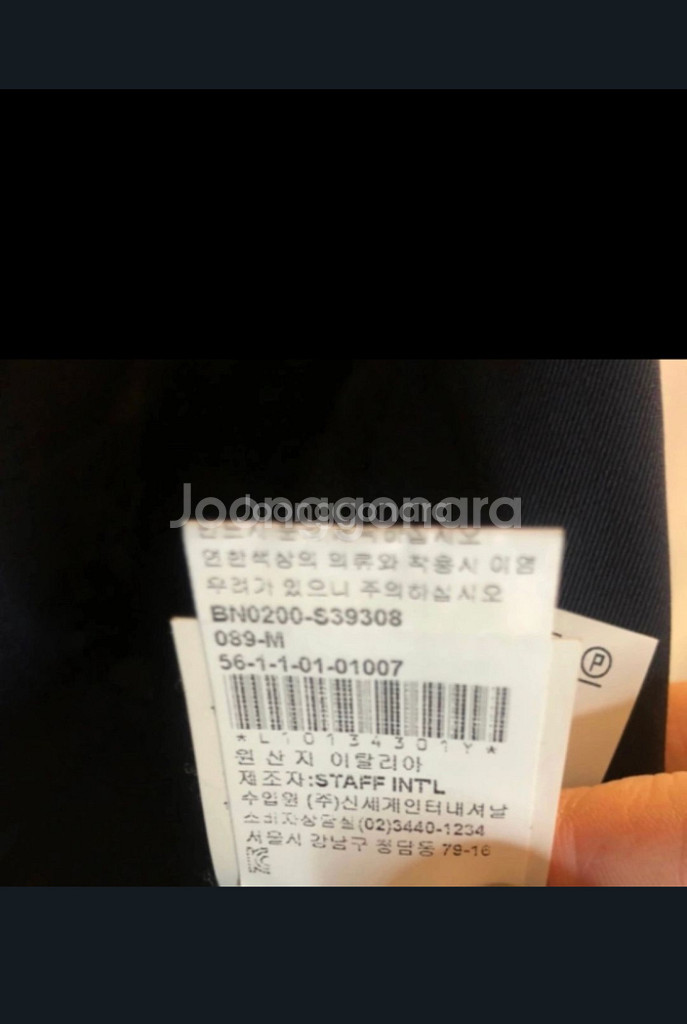 Joonggonara
Joonggonara
연한색상의 의류와 착용시 이염
우려가 있으니 주의하십시오
BN0200-S39308
089-M
56-1-1-01-01007
*L10134301Y*
원산지 이탈리아
제조자:STAFF INT'L
수입원 (주)신세계인터내셔날
소비자상담실(02)3440-1234
서울시 강남구 청담동 79-16
P